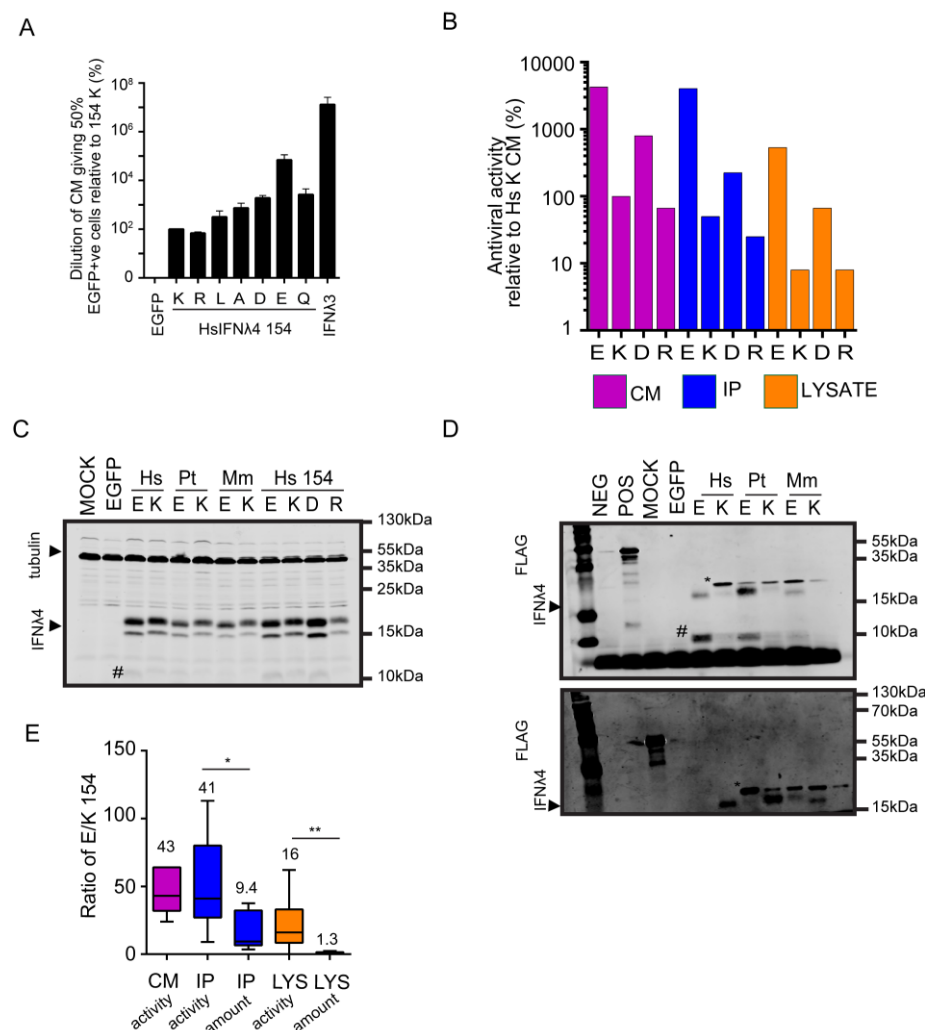 A
Dilution of CM giving 50%
EGFP+ve cells relative to 154 K (%)
10^8
10^6
10^4
10^2
0
EGFP
K R L A D E Q
IFNλ3
HsIFNλ4 154
B
Antiviral activity
relative to Hs K CM (%)
10000
1000
100
10
1
E K D R E K D R E K D R
CM
IP
LYSATE
C
MOCK
EGFP
Hs Pt Mm Hs 154
E K E K E K E K D R
130kDa
55kDa
35kDa
25kDa
15kDa
10kDa
tubulin
IFNλ4
#
D
NEG
POS
MOCK
EGFP
Hs Pt Mm
E K E K E K
FLAG
IFNλ4
*
#
55kDa
35kDa
15kDa
10kDa
FLAG
IFNλ4
*
130kDa
70kDa
55kDa
35kDa
15kDa
E
Ratio of E/K 154
150
100
50
0
43
41
*
9.4
16
**
1.3
CM IP IP LYS LYS
activity activity amount activity amount